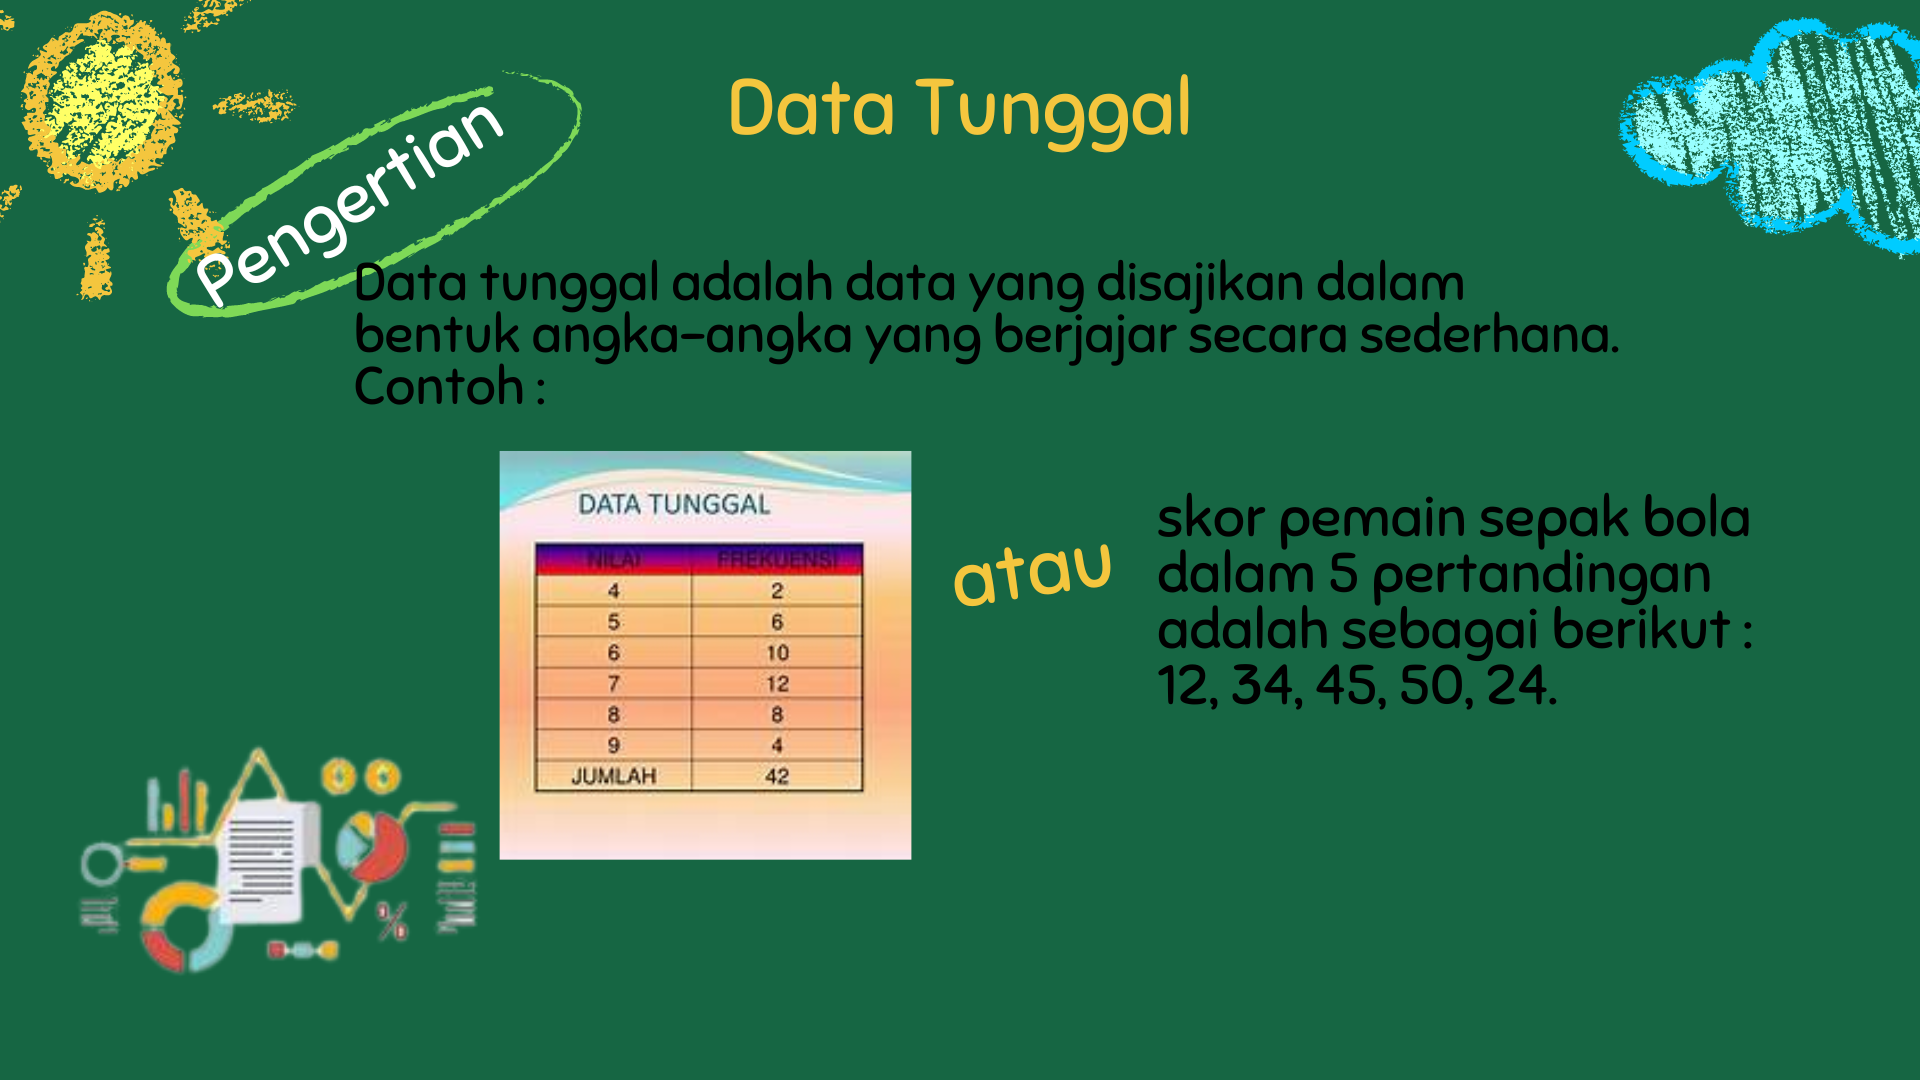 Data Tunggal
Pengertian
Data tunggal adalah data yang disajikan dalam
bentuk angka-angka yang berjajar secara sederhana.
Contoh :
DATA TUNGGAL
NILAI FREKUENSI
4 2
5 6
6 10
7 12
8 8
9 4
JUMLAH 42
atau
skor pemain sepak bola
dalam 5 pertandingan
adalah sebagai berikut :
12, 34, 45, 50, 24.
%